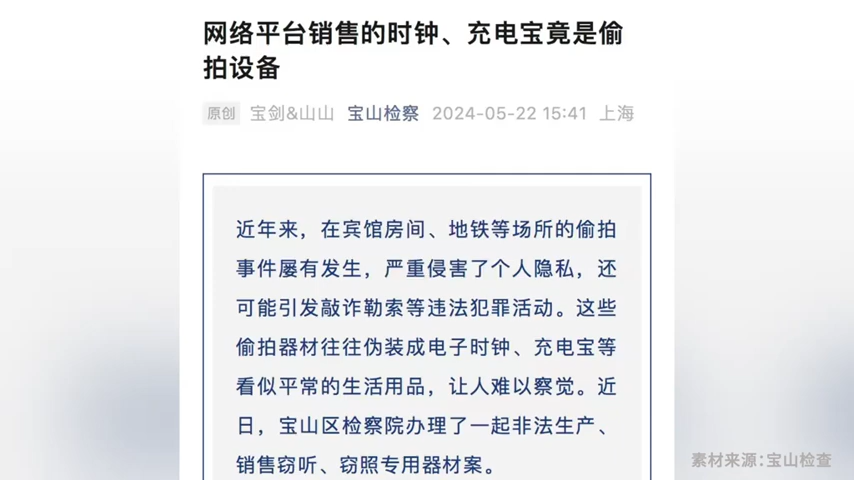 网络平台销售的时钟、充电宝竟是偷
拍设备
原创 宝剑&山山 宝山检察 2024-05-22 15:41 上海
近年来，在宾馆房间、地铁等场所的偷拍
事件屡有发生，严重侵害了个人隐私，还
可能引发敲诈勒索等违法犯罪活动。这些
偷拍器材往往伪装成电子时钟、充电宝等
看似平常的生活用品，让人难以察觉。近
日，宝山区检察院办理了一起非法生产、
销售窃听、窃照专用器材案。
素材来源：宝山检查